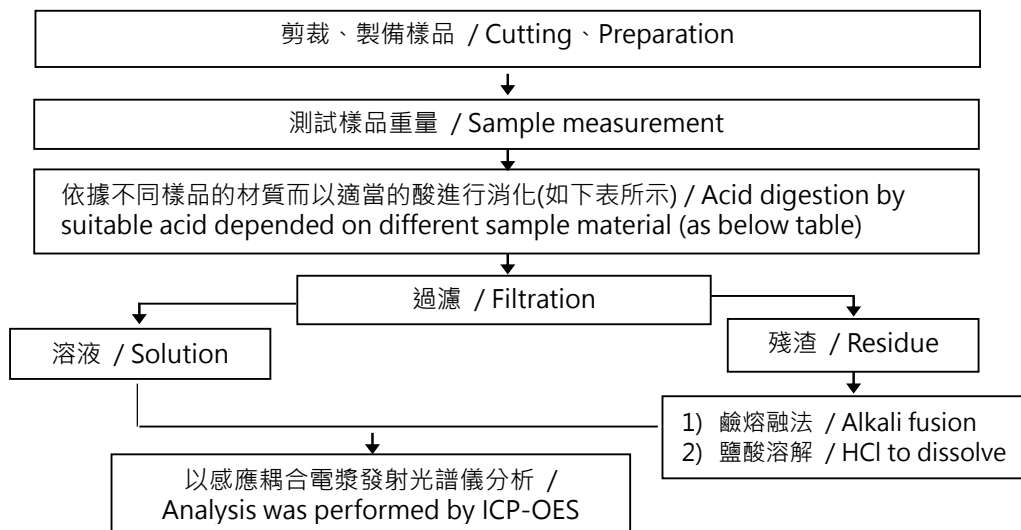 剪裁、製備樣品 / Cutting、Preparation
測試樣品重量 / Sample measurement
依據不同樣品的材質而以適當的酸進行消化(如下表所示) / Acid digestion by
suitable acid depended on different sample material (as below table)
過濾 / Filtration
溶液 / Solution
殘渣 / Residue
1) 鹼熔融法 / Alkali fusion
2) 鹽酸溶解 / HCl to dissolve
以感應耦合電漿發射光譜儀分析 /
Analysis was performed by ICP-OES